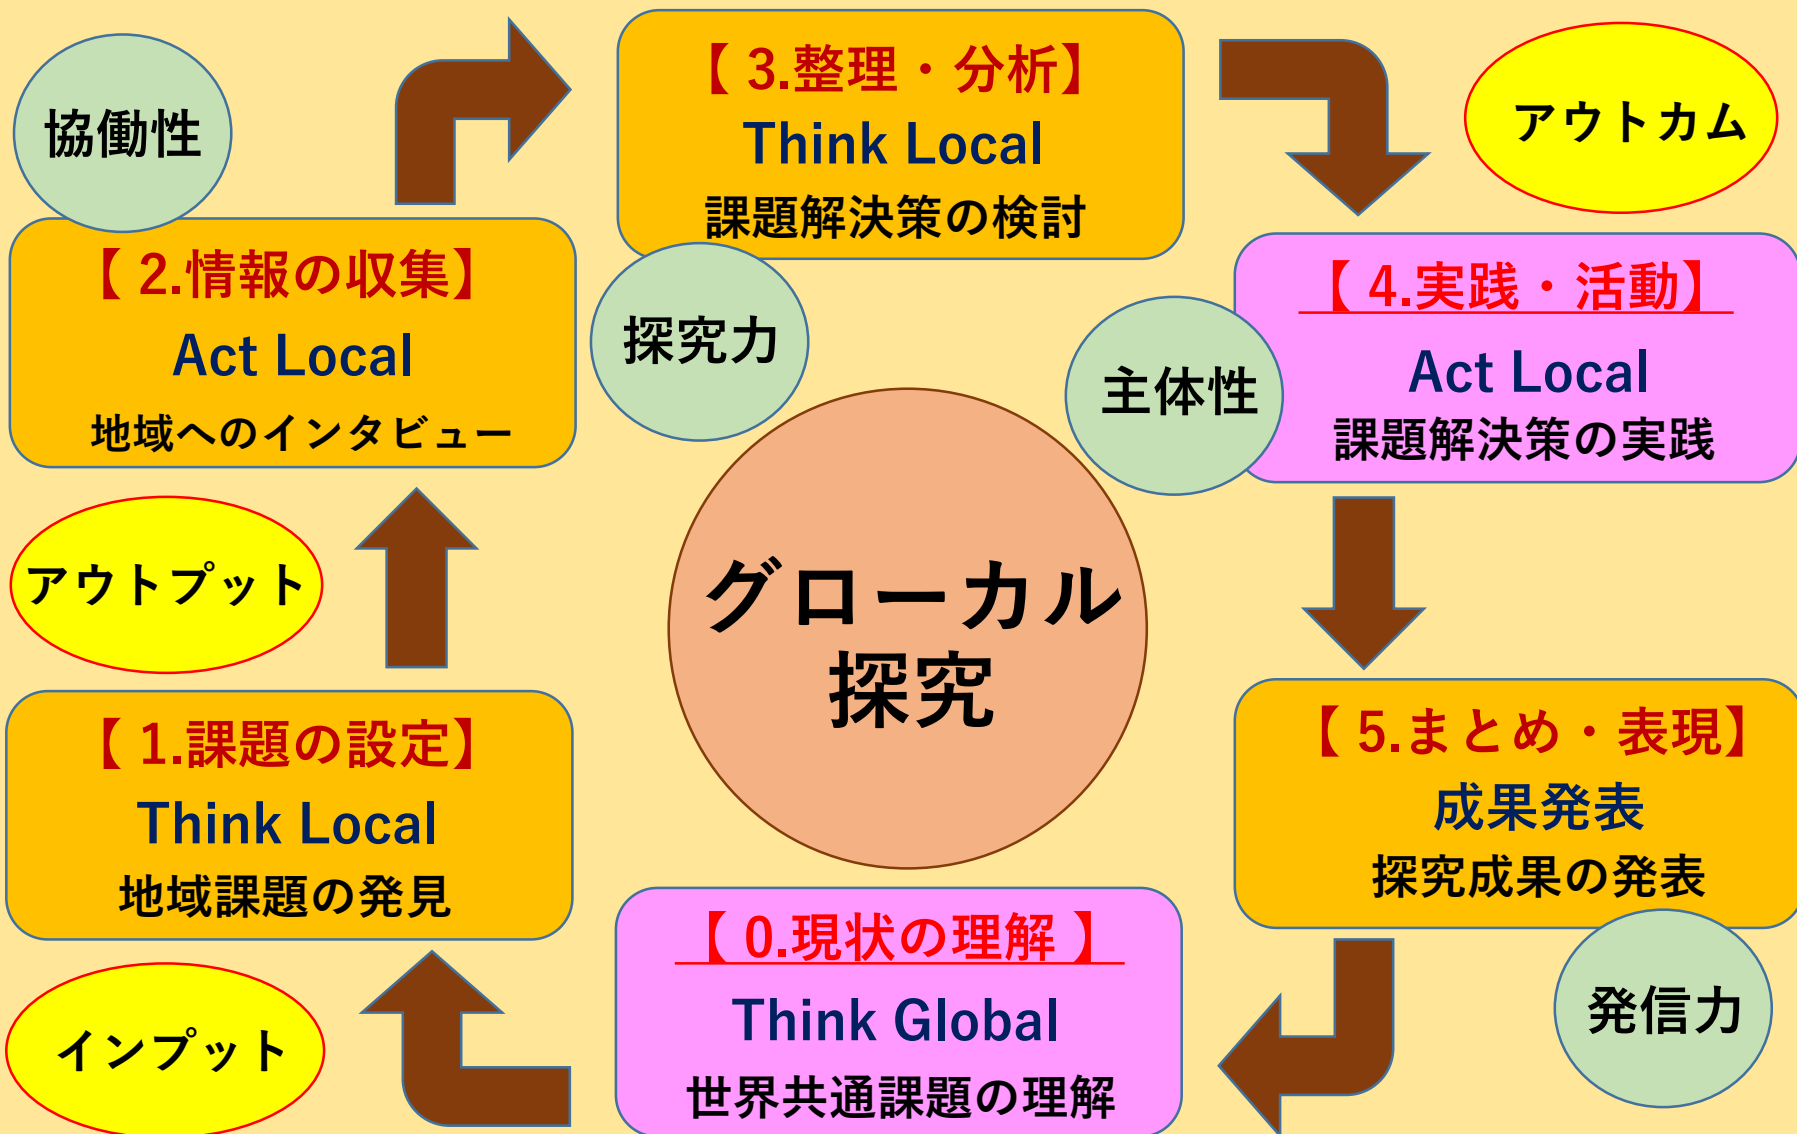 協働性
【 3.整理・分析】
Think Local
課題解決策の検討
アウトカム
【 2.情報の収集】
Act Local
地域へのインタビュー
探究力
主体性
【 4.実践・活動】
Act Local
課題解決策の実践
アウトプット
グローカル
探究
【 1.課題の設定】
Think Local
地域課題の発見
【 5.まとめ・表現】
成果発表
探究成果の発表
インプット
【 0.現状の理解 】
Think Global
世界共通課題の理解
発信力